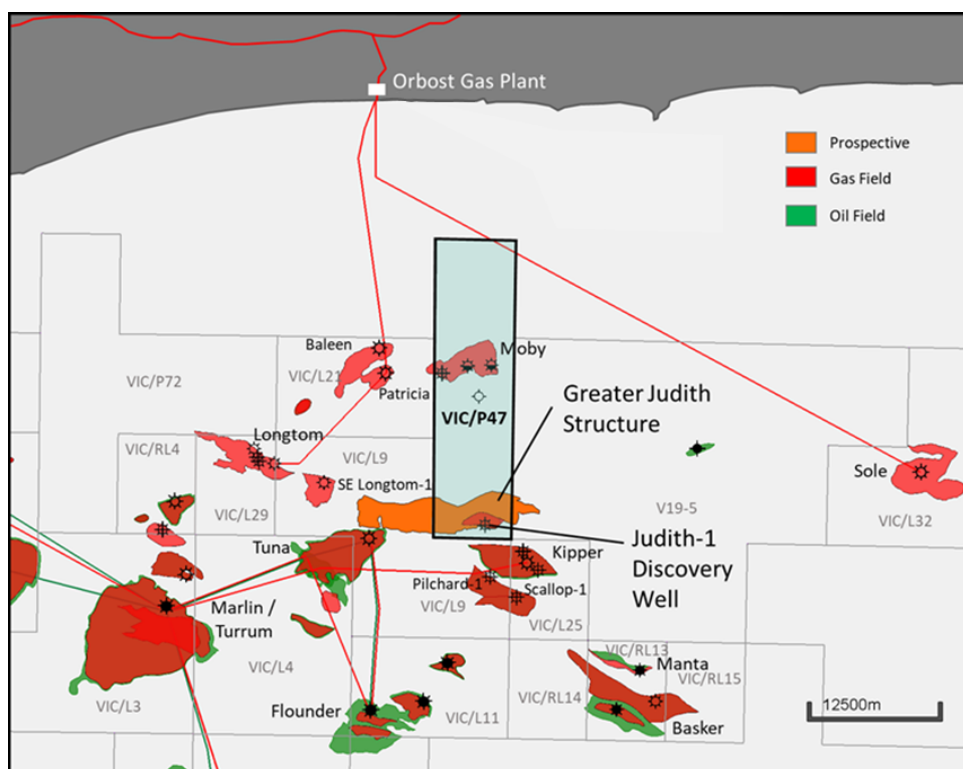 Orbost Gas Plant
Prospective
Gas Field
Oil Field
Baleen
Moby
VIC/P72
VIC/L21
Patricia
VIC/P47
Greater Judith
Structure
VIC/RL4
Longtom
VIC/L9
SE Longtom-1
Sole
V19-5
VIC/L29
VIC/L32
Tuna
Kipper
Judith-1
Discovery
Well
Pilchard-1
Scallop-1
VIC/L9
VIC/L25
Marlin /
Turrum
VIC/RL13
Manta
VIC/L4
VIC/RL14
VIC/RL15
VIC/L3
Flounder
VIC/L11
Basker
12500m